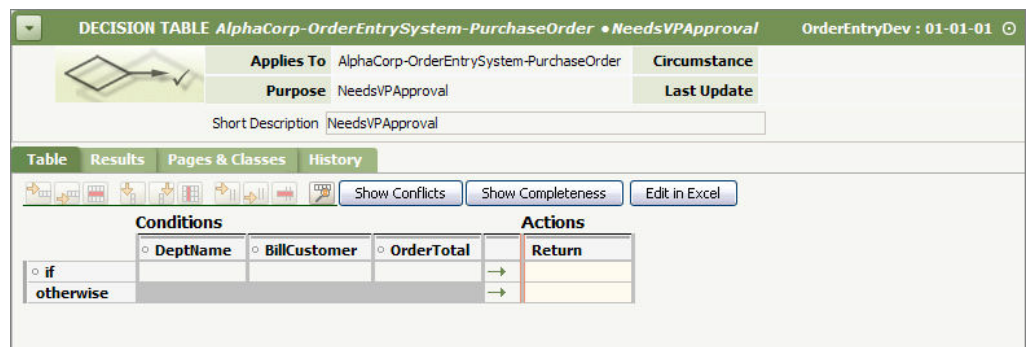 DECISION TABLE AlphaCorp-OrderEntrySystem-PurchaseOrder • NeedsVPApproval OrderEntryDev : 01-01-01
Applies To AlphaCorp-OrderEntrySystem-PurchaseOrder Circumstance
Purpose NeedsVPApproval Last Update
Short Description NeedsVPApproval
Table Results Pages & Classes History
Show Conflicts Show Completeness Edit in Excel
Conditions Actions
DeptName BillCustomer OrderTotal Return
if
otherwise